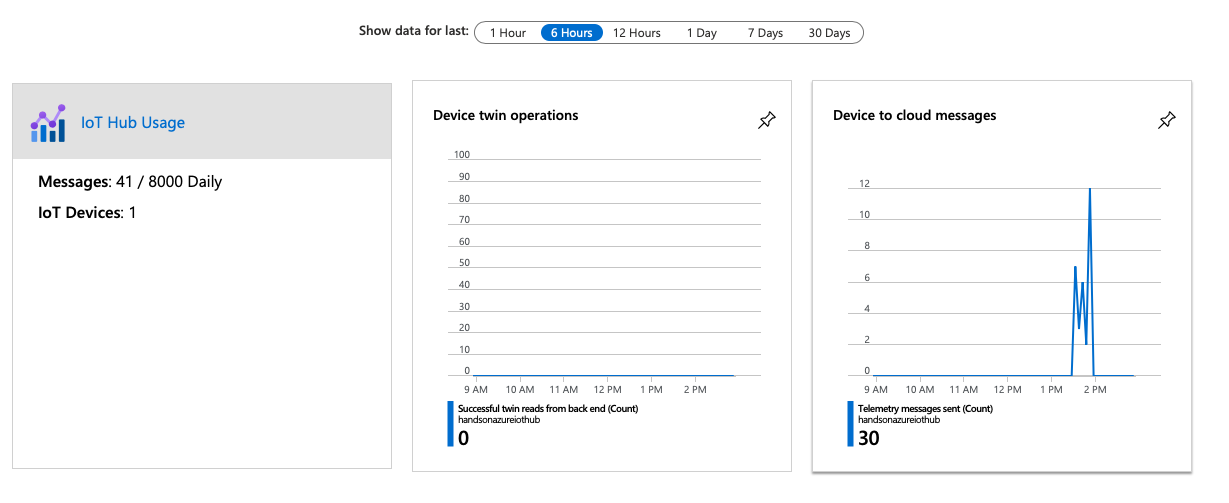 Show data for last: 1 Hour 6 Hours 12 Hours 1 Day 7 Days 30 Days
IoT Hub Usage
Messages: 41 / 8000 Daily
IoT Devices: 1
Device twin operations
100
90
80
70
60
50
40
30
20
10
0
9 AM 10 AM 11 AM 12 PM 1 PM 2 PM
Successful twin reads from back end (Count)
handsonazureiothub
0
Device to cloud messages
12
10
8
6
4
2
0
9 AM 10 AM 11 AM 12 PM 1 PM 2 PM
Telemetry messages sent (Count)
handsonazureiothub
30